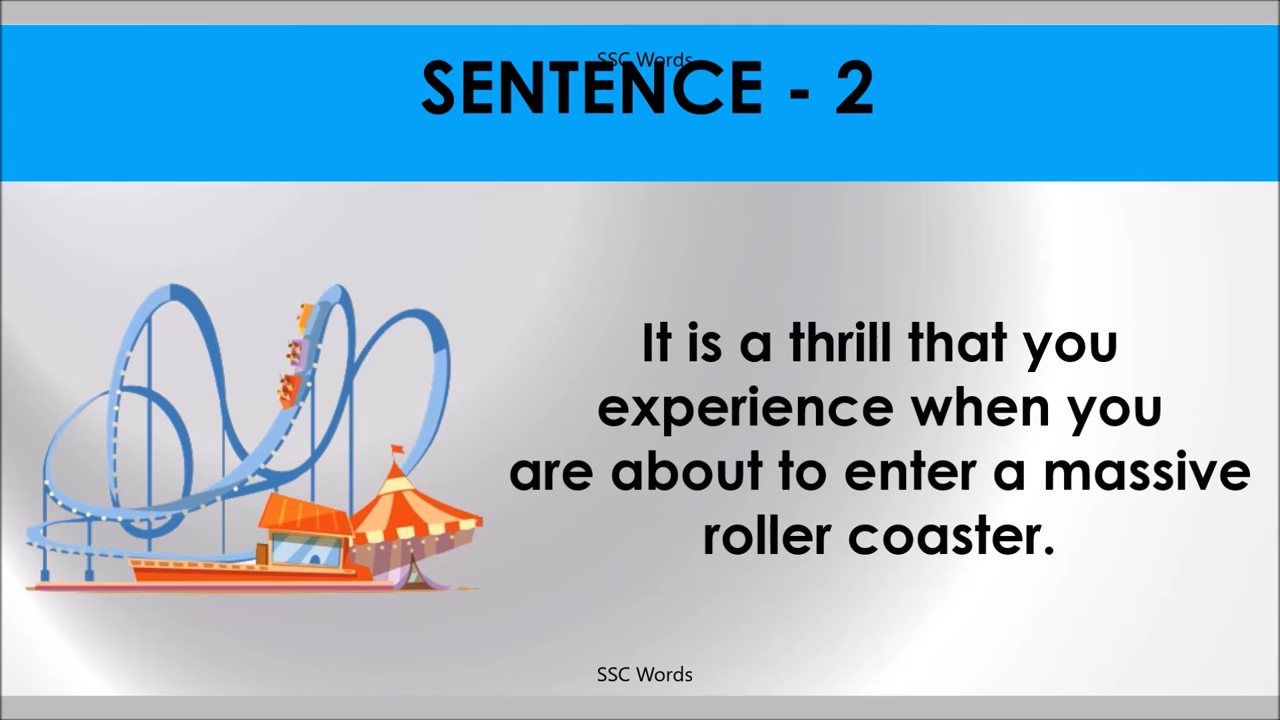 SSC Words
SENTENCE - 2
It is a thrill that you
experience when you
are about to enter a massive
roller coaster.
SSC Words